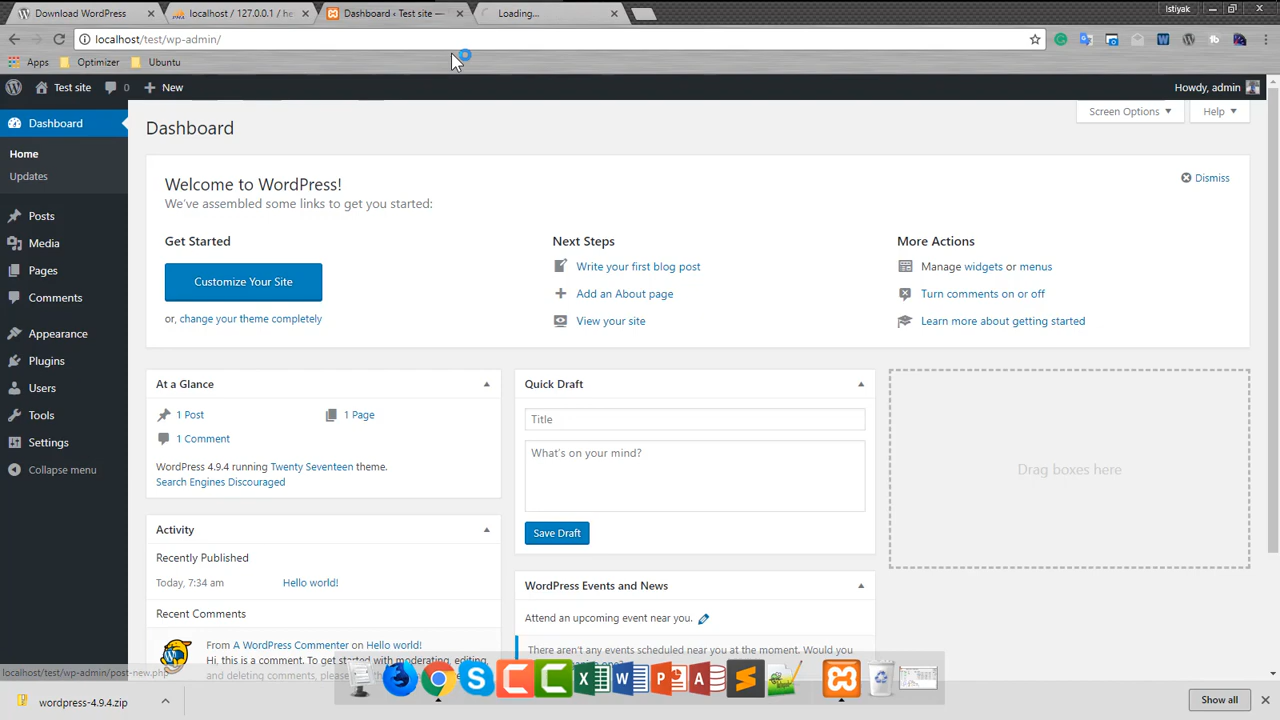 Download WordPress
localhost / 127.0.0.1 / he
Dashboard ‹ Test site —
Loading...
Istiyak
localhost/test/wp-admin/
Apps
Optimizer
Ubuntu
Test site
0
New
Howdy, admin
Dashboard
Home
Updates
Posts
Media
Pages
Comments
Appearance
Plugins
Users
Tools
Settings
Collapse menu
Screen Options
Help
Dashboard
Welcome to WordPress!
We've assembled some links to get you started:
Dismiss
Get Started
Customize Your Site
or, change your theme completely
Next Steps
Write your first blog post
Add an About page
View your site
More Actions
Manage widgets or menus
Turn comments on or off
Learn more about getting started
At a Glance
1 Post
1 Page
1 Comment
WordPress 4.9.4 running Twenty Seventeen theme.
Search Engines Discouraged
Activity
Recently Published
Today, 7:34 am
Hello world!
Recent Comments
From A WordPress Commenter on Hello world!
Hi, this is a comment. To get started with moderating, editing,
and deleting comments, please
Quick Draft
Title
What's on your mind?
Save Draft
WordPress Events and News
Attend an upcoming event near you.
There aren't any events scheduled near you at the moment. Would you
Drag boxes here
localhost/test/wp-admin/post-new.php
wordpress-4.9.4.zip
Show all